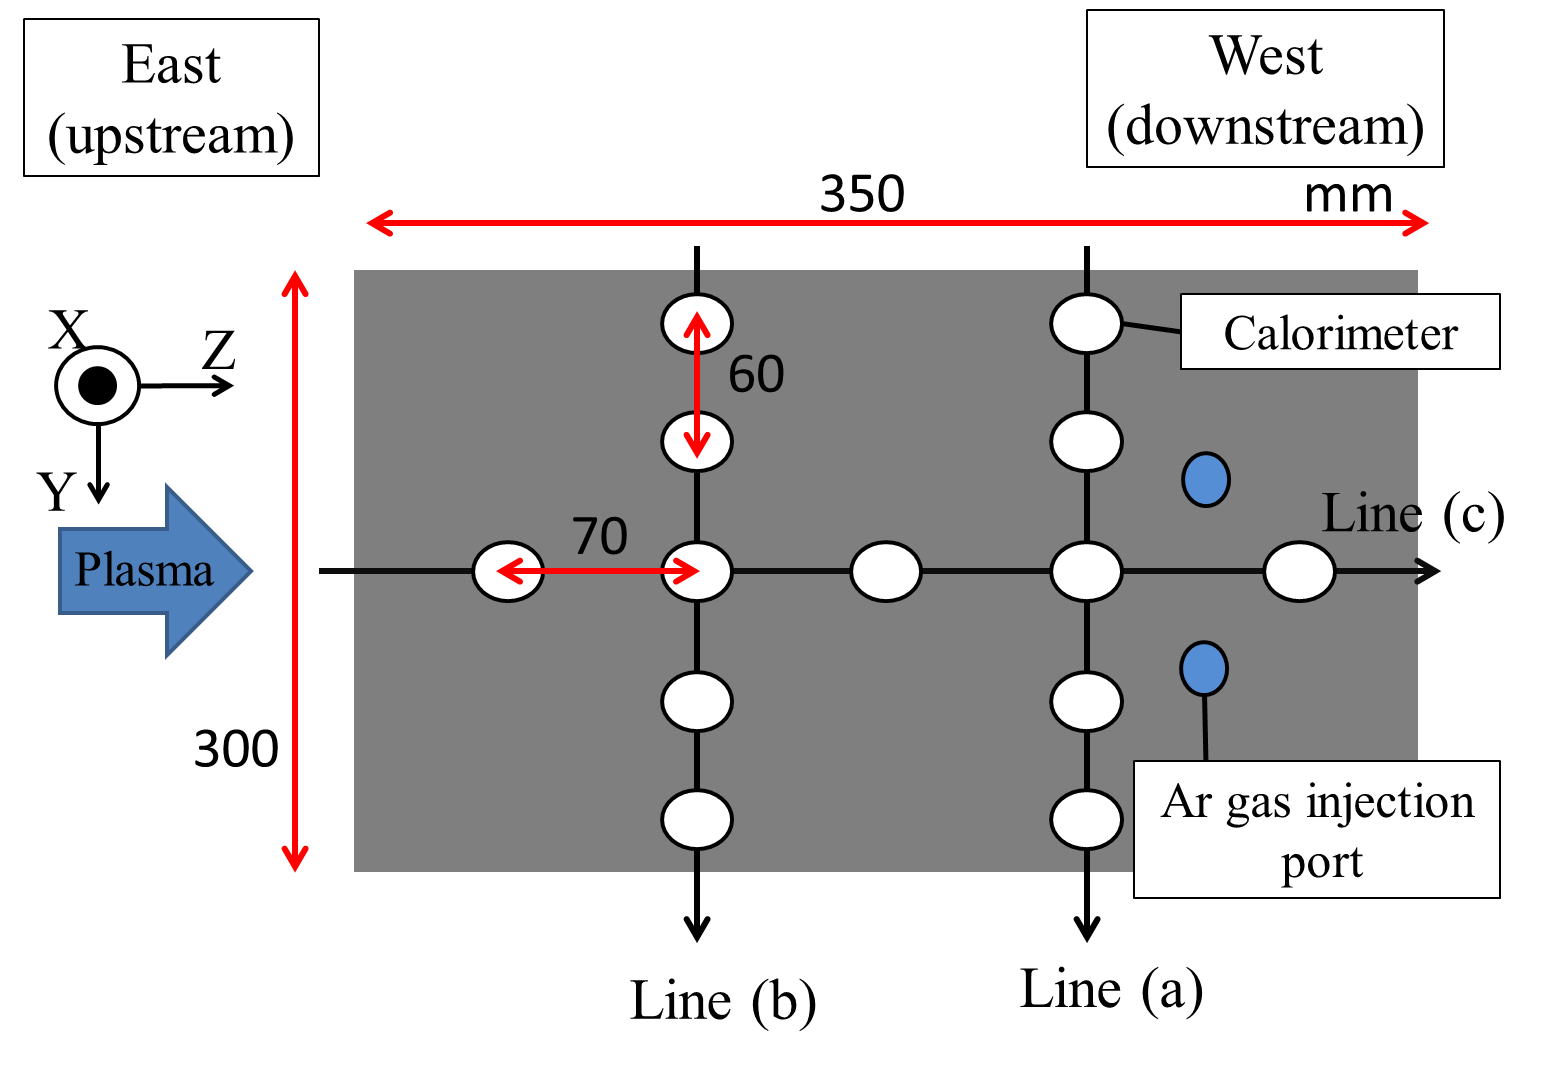 East
(upstream)
West
(downstream)
350
mm
X
Z
Y
Calorimeter
60
Line (c)
70
Plasma
300
Ar gas injection
port
Line (b)
Line (a)